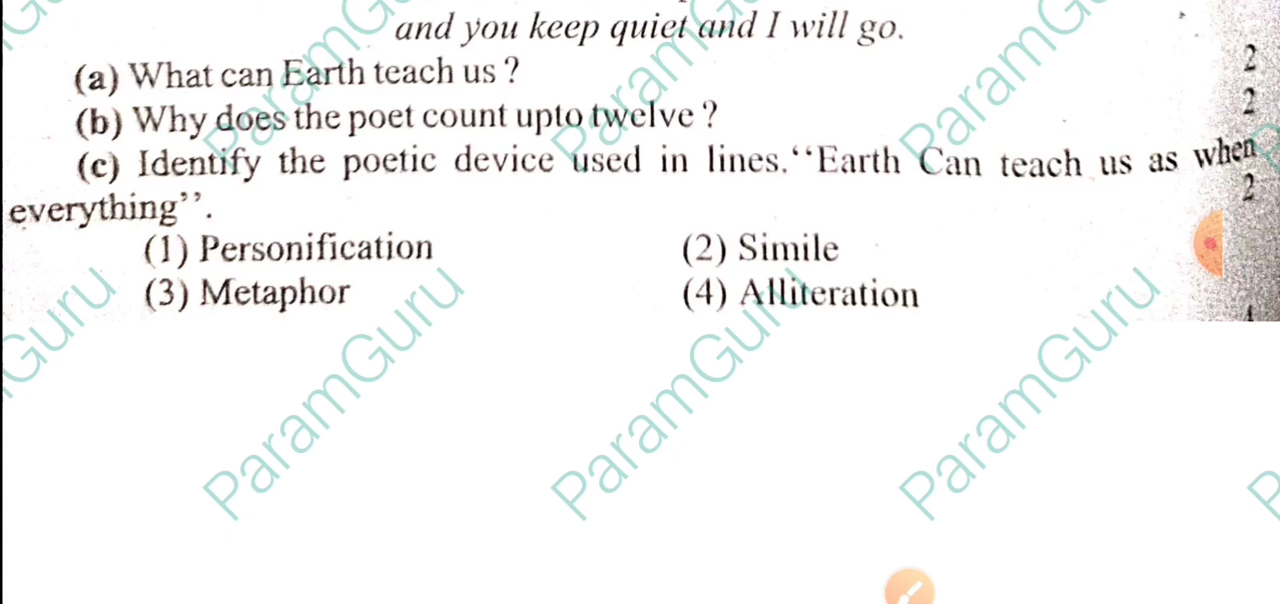 and you keep quiet and I will go.
(a) What can Earth teach us ?
2
(b) Why does the poet count upto twelve ?
2
(c) Identify the poetic device used in lines. “Earth Can teach us as when
everything”.
2
(1) Personification (2) Simile
(3) Metaphor (4) Alliteration
ParamGuru
ParamGuru
ParamGuru
ParamGuru
ParamGuru
ParamGuru